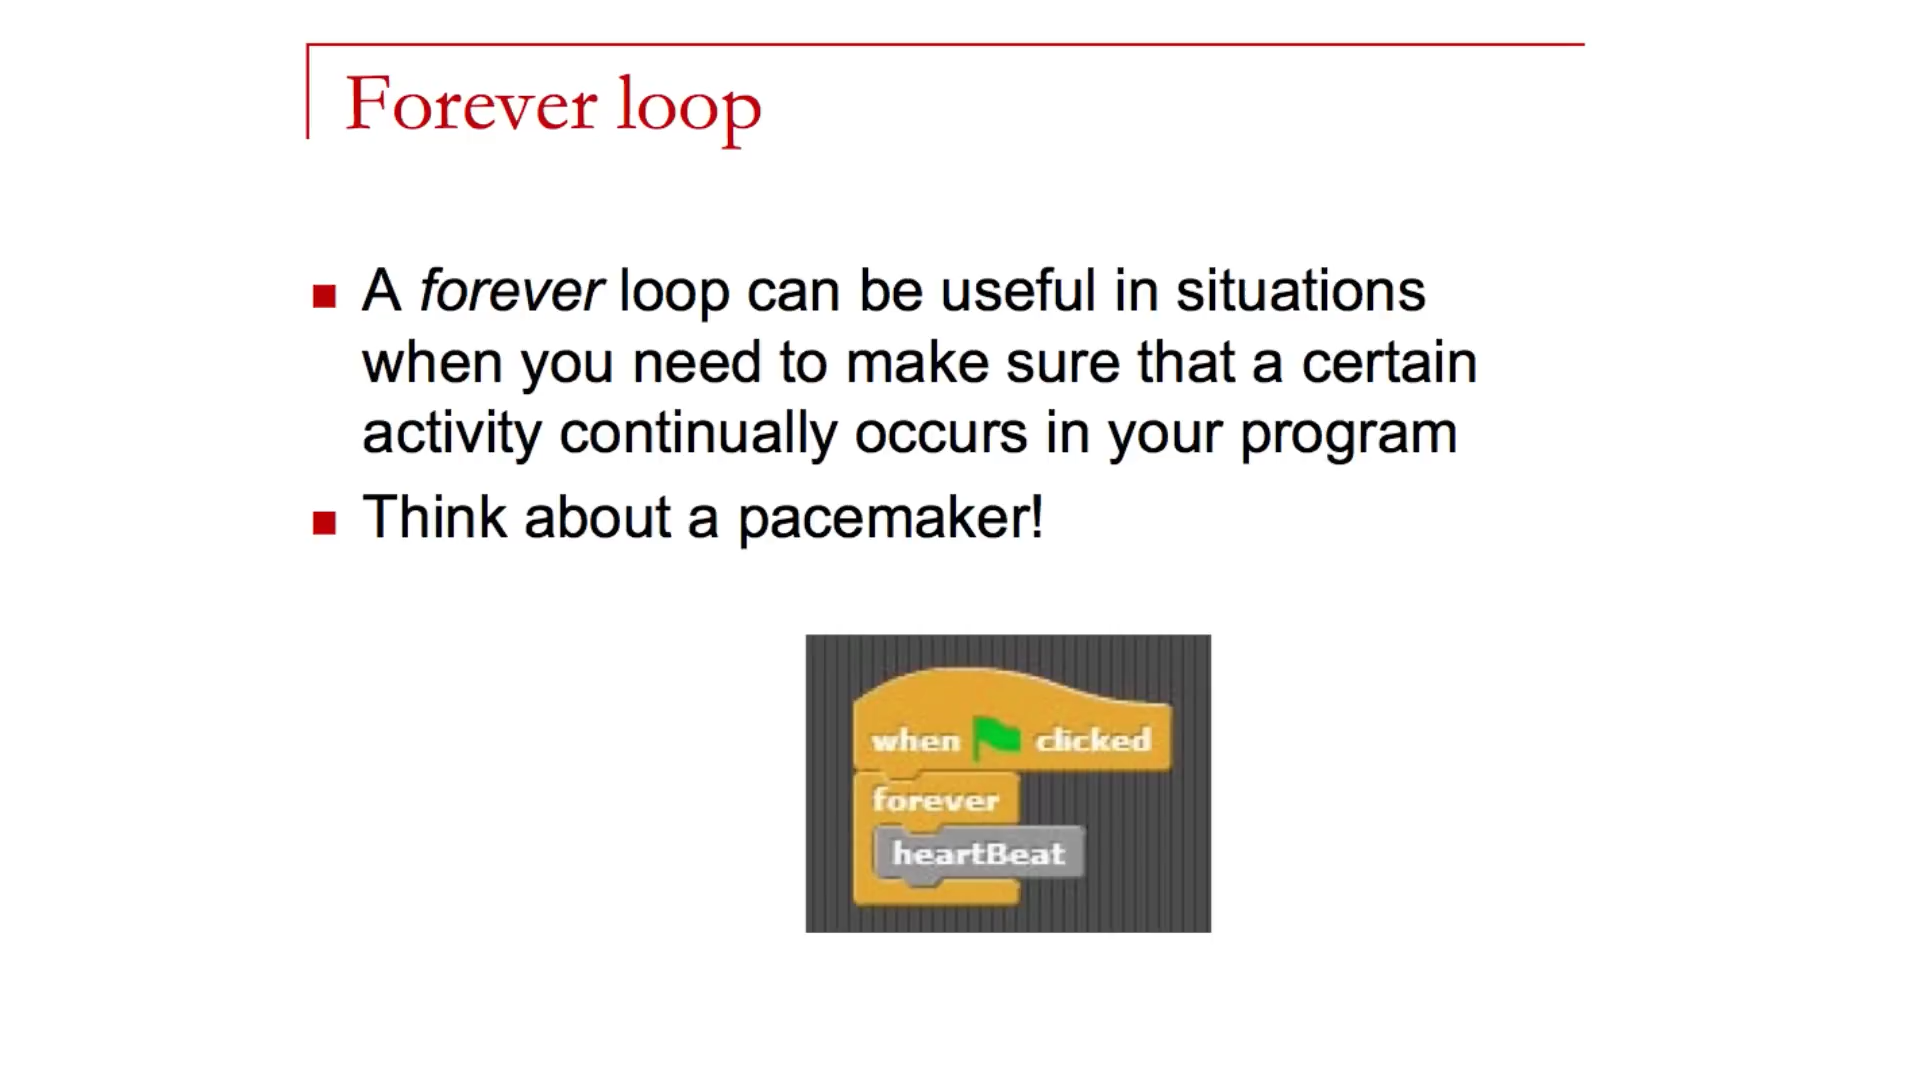 Forever loop
A forever loop can be useful in situations
when you need to make sure that a certain
activity continually occurs in your program
Think about a pacemaker!
when clicked
forever
heartBeat